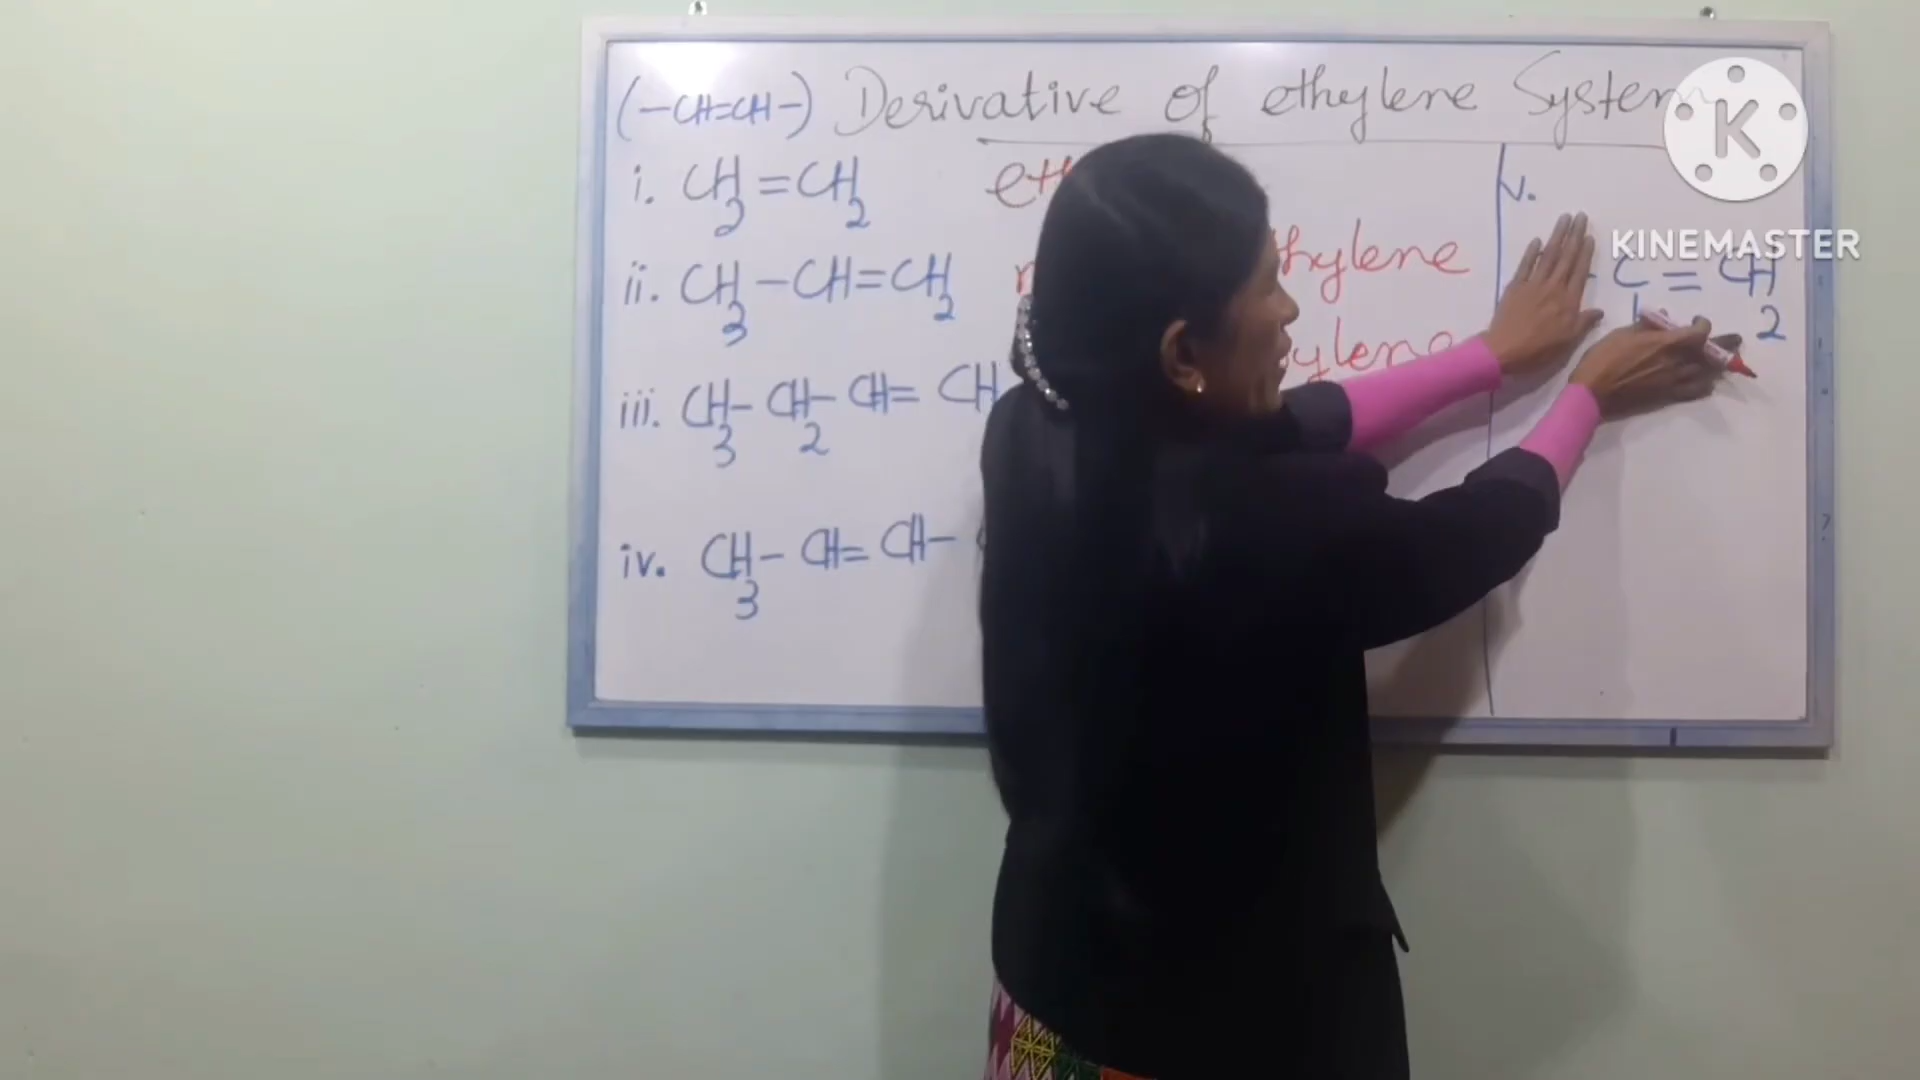 (-CH=CH-) Derivative of ethylene System
i. CH2=CH2
ii. CH3-CH=CH2
iii. CH3-CH2-CH=CH
iv. CH3-CH=CH-
v.
C=CH2
K
KINEMASTER